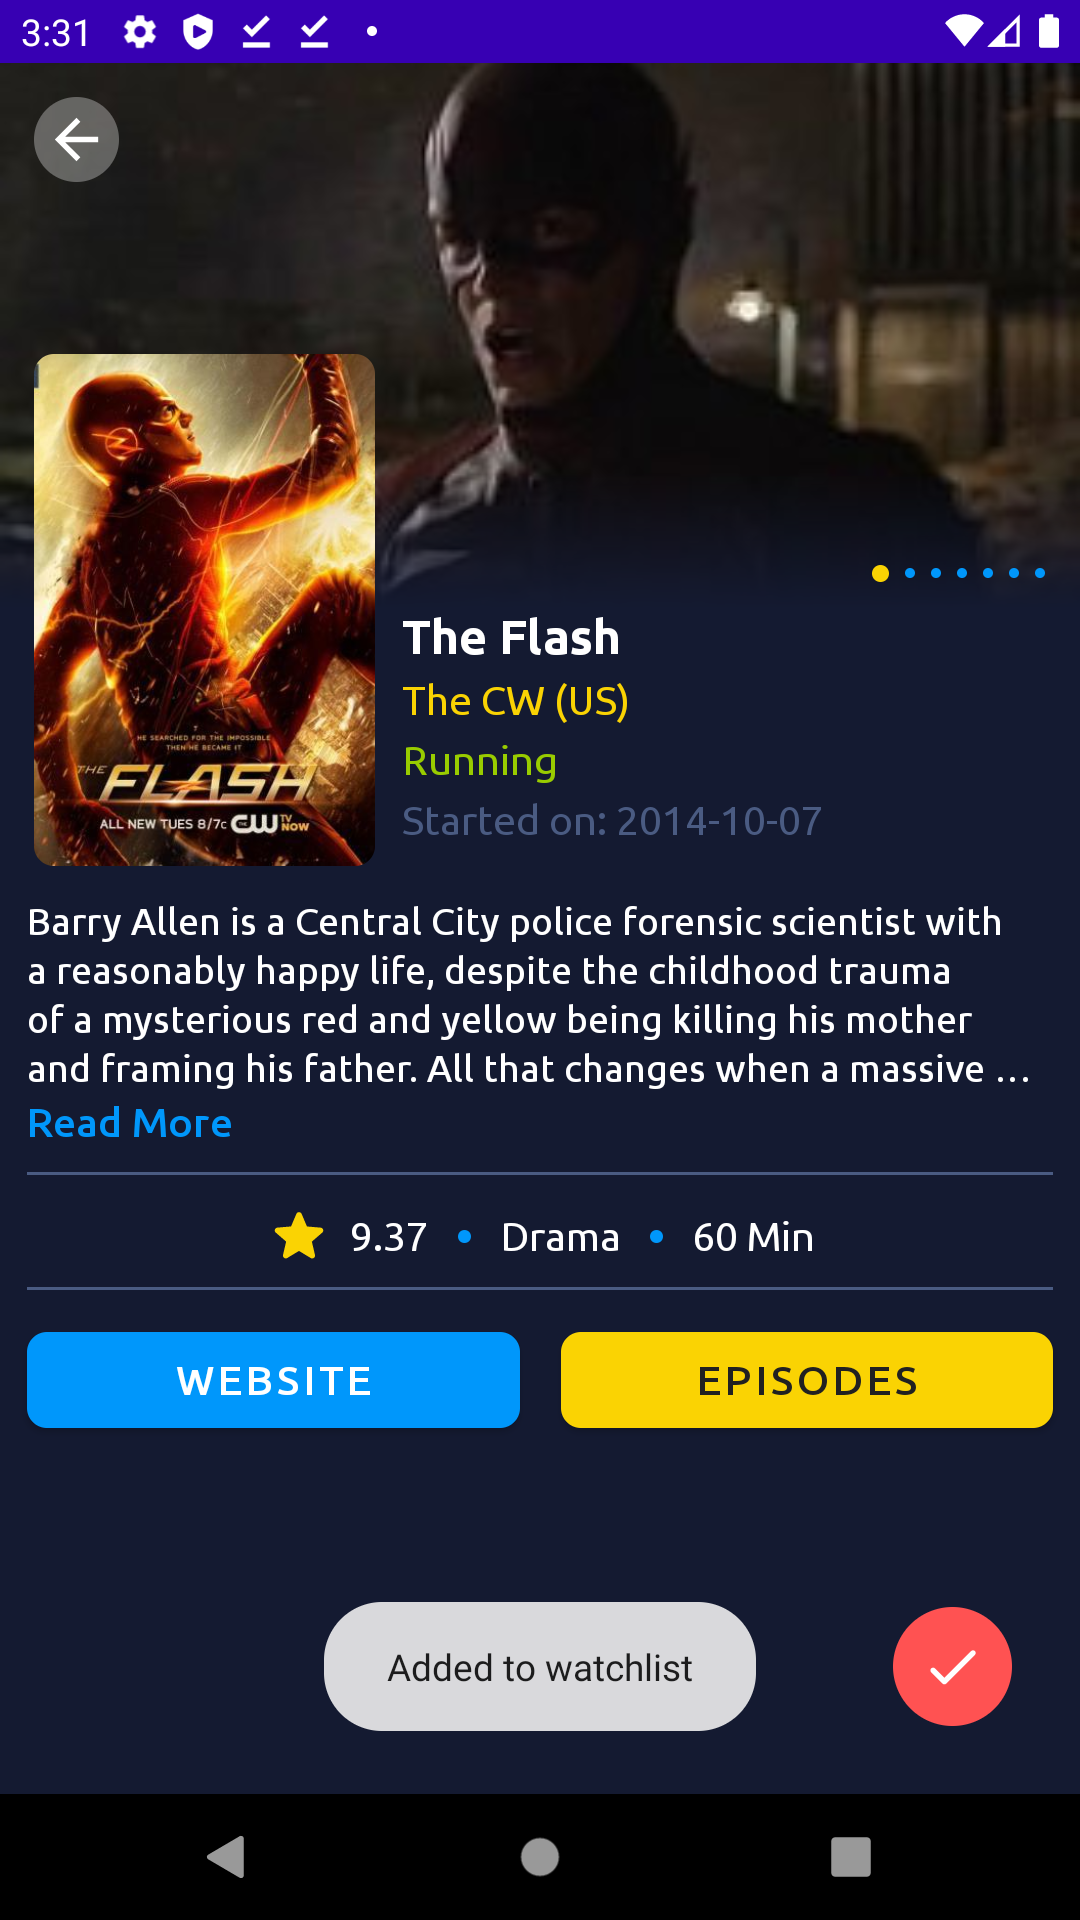 3:31
HE SEARCHED FOR THE IMPOSSIBLE
THEN HE BECAME IT
THE FLASH
ALL NEW TUES 8/7c THE CW TV NOW
The Flash
The CW (US)
Running
Started on: 2014-10-07
Barry Allen is a Central City police forensic scientist with
a reasonably happy life, despite the childhood trauma
of a mysterious red and yellow being killing his mother
and framing his father. All that changes when a massive ...
Read More
9.37 • Drama • 60 Min
WEBSITE
EPISODES
Added to watchlist